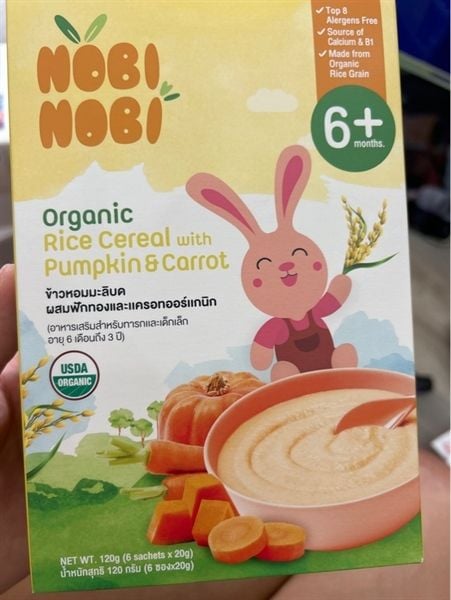 ✓ Top 8
Alergens Free
✓ Source of
Calcium & B1
✓ Made from
Organic
Rice Grain
NOBI
NOBI
6+
months.
Organic
Rice Cereal with
Pumpkin & Carrot
ข้าวหอมมะลิบด
ผสมฟักทองและแครอทออร์แกนิก
(อาหารเสริมสำหรับทารกและเด็กเล็ก
อายุ 6 เดือนถึง 3 ปี)
USDA
ORGANIC
NET WT. 120g (6 sachets x 20g)
น้ำหนักสุทธิ 120 กรัม (6 ซองx20g)